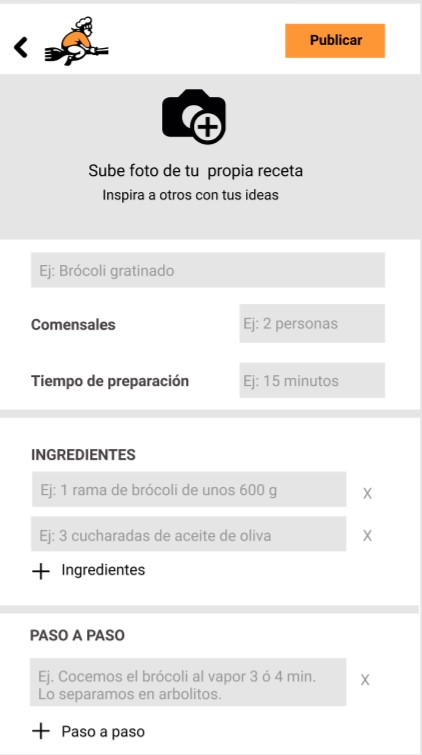 Publicar
Sube foto de tu propia receta
Inspira a otros con tus ideas
Ej: Brócoli gratinado
Comensales
Ej: 2 personas
Tiempo de preparación
Ej: 15 minutos
INGREDIENTES
Ej: 1 rama de brócoli de unos 600 g
X
Ej: 3 cucharadas de aceite de oliva
X
+ Ingredientes
PASO A PASO
Ej. Cocemos el brócoli al vapor 3 ó 4 min.
Lo separamos en arbolitos.
X
+ Paso a paso